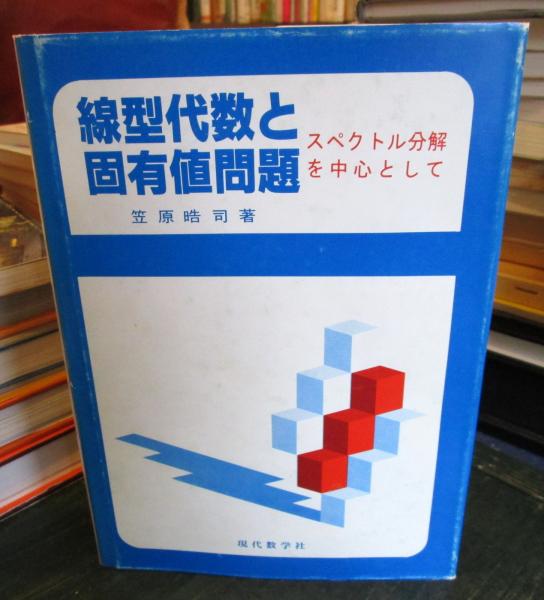 線型代数と
固有値問題
スペクトル分解
を中心として
笠原晧司著
現代数学社